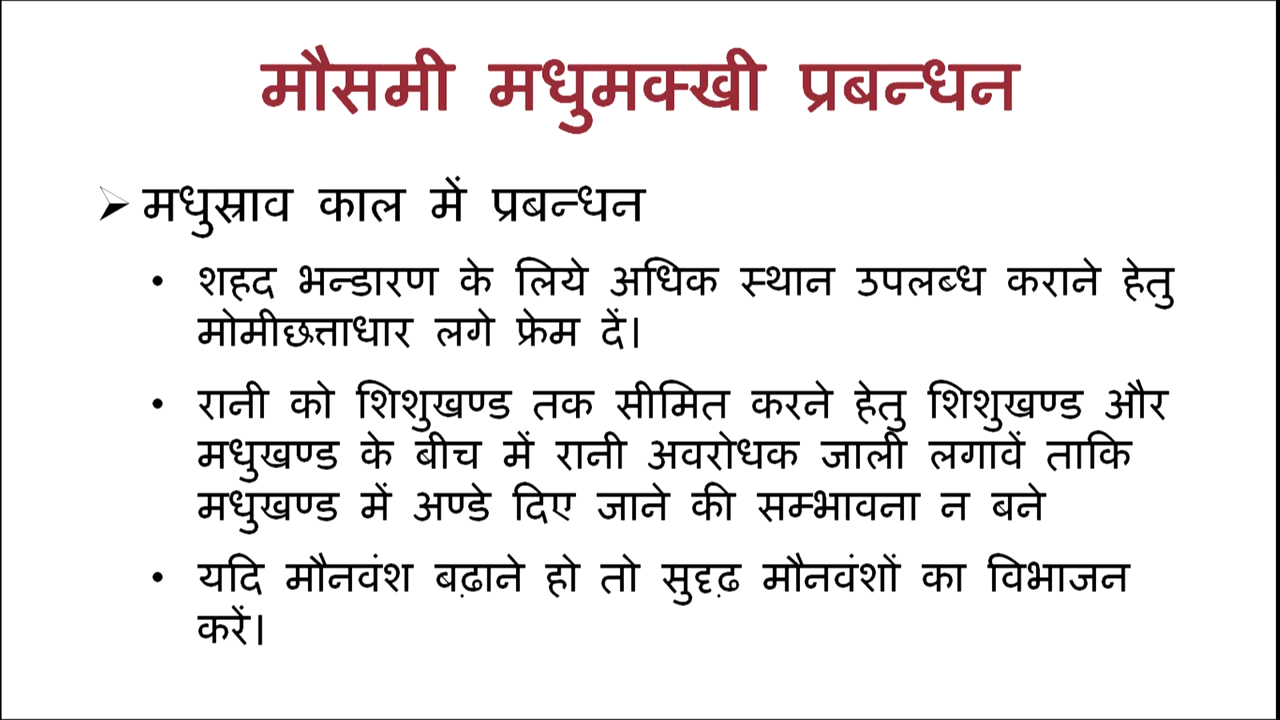 मौसमी मधुमक्खी प्रबन्धन
मधुस्राव काल में प्रबन्धन
• शहद भन्डारण के लिये अधिक स्थान उपलब्ध कराने हेतु
मोमीछत्ताधार लगे फ्रेम दें।
• रानी को शिशुखण्ड तक सीमित करने हेतु शिशुखण्ड और
मधुखण्ड के बीच में रानी अवरोधक जाली लगावें ताकि
मधुखण्ड में अण्डे दिए जाने की सम्भावना न बने
• यदि मौनवंश बढ़ाने हो तो सुदृढ़ मौनवंशों का विभाजन
करें।